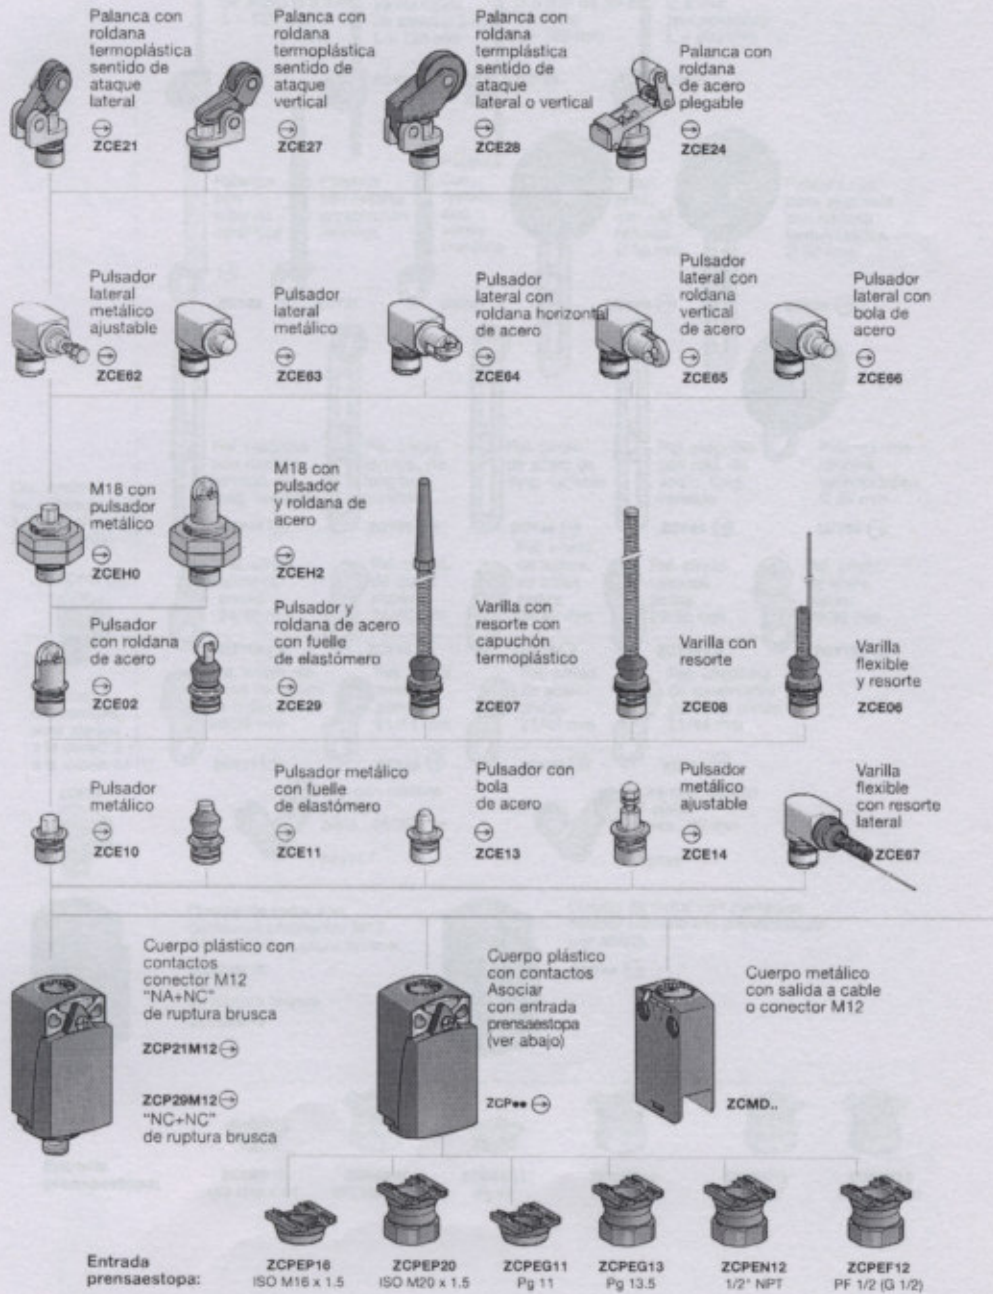 Palanca con
roldana
termoplástica
sentido de
ataque
lateral
ZCE21
Palanca con
roldana
termoplástica
sentido de
ataque
vertical
ZCE27
Palanca con
roldana
termplástica
sentido de
ataque
lateral o vertical
ZCE28
Palanca con
roldana
de acero
plegable
ZCE24
Pulsador
lateral
metálico
ajustable
ZCE62
Pulsador
lateral
metálico
ZCE63
Pulsador
lateral con
roldana horizontal
de acero
ZCE64
Pulsador
lateral con
roldana
vertical
de acero
ZCE65
Pulsador
lateral con
bola de
acero
ZCE66
M18 con
pulsador
metálico
ZCEH0
M18 con
pulsador
y roldana de
acero
ZCEH2
Pulsador
con roldana
de acero
ZCE02
Pulsador y
roldana de acero
con fuelle
de elastómero
ZCE29
Varilla con
resorte con
capuchón
termoplástico
ZCE07
Varilla con
resorte
ZCE08
Varilla
flexible
y resorte
ZCE06
Pulsador
metálico
ZCE10
Pulsador metálico
con fuelle
de elastómero
ZCE11
Pulsador con
bola
de acero
ZCE13
Pulsador
metálico
ajustable
ZCE14
Varilla
flexible
con resorte
lateral
ZCE67
Cuerpo plástico con
contactos
conector M12
"NA+NC"
de ruptura brusca
ZCP21M12
ZCP29M12
"NC+NC"
de ruptura brusca
Cuerpo plástico
con contactos
Asociar
con entrada
prensaestopa
(ver abajo)
ZCP••
Cuerpo metálico
con salida a cable
o conector M12
ZCMD..
Entrada
prensaestopa:
ZCPEP16
ISO M16 x 1.5
ZCPEP20
ISO M20 x 1.5
ZCPEG11
Pg 11
ZCPEG13
Pg 13.5
ZCPEN12
1/2" NPT
ZCPEF12
PF 1/2 (G 1/2)